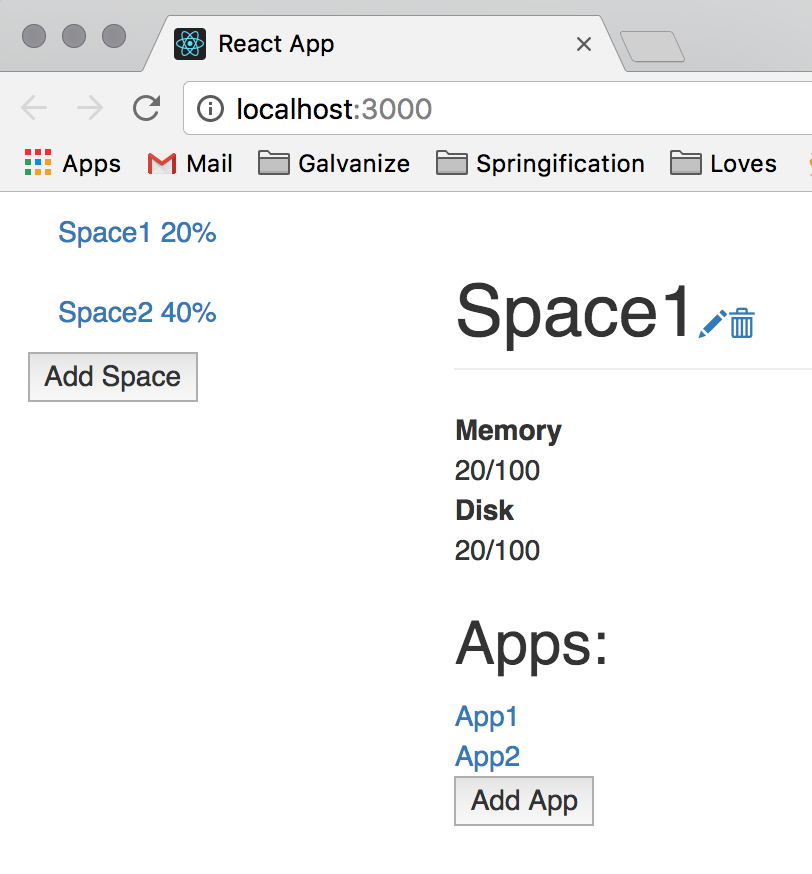 React App
localhost:3000
Apps Mail Galvanize Springification Loves
Space1 20%
Space2 40%
Add Space
Space1
Memory
20/100
Disk
20/100
Apps:
App1
App2
Add App